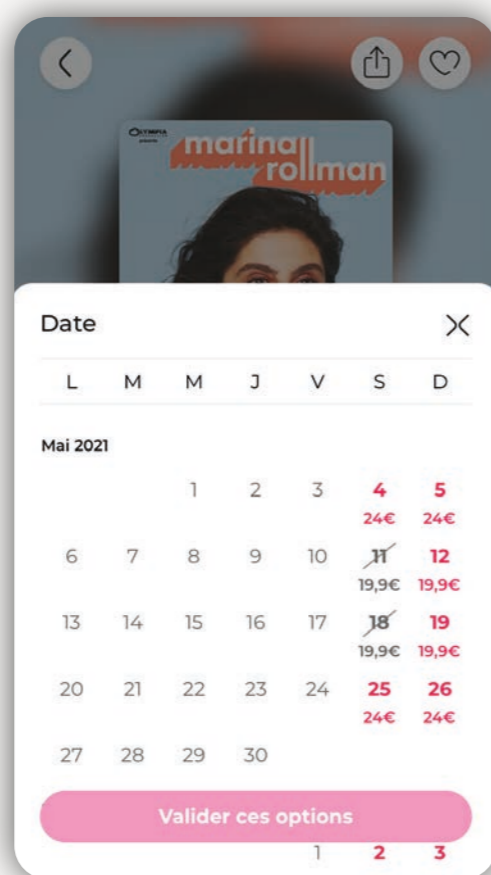 OLYMPIA
présente
marina
rollman
Date
L M M J V S D
Mai 2021
1 2 3 4 5
24€ 24€
6 7 8 9 10 11 12
19,9€ 19,9€
13 14 15 16 17 18 19
19,9€ 19,9€
20 21 22 23 24 25 26
24€ 24€
27 28 29 30
Valider ces options
1 2 3